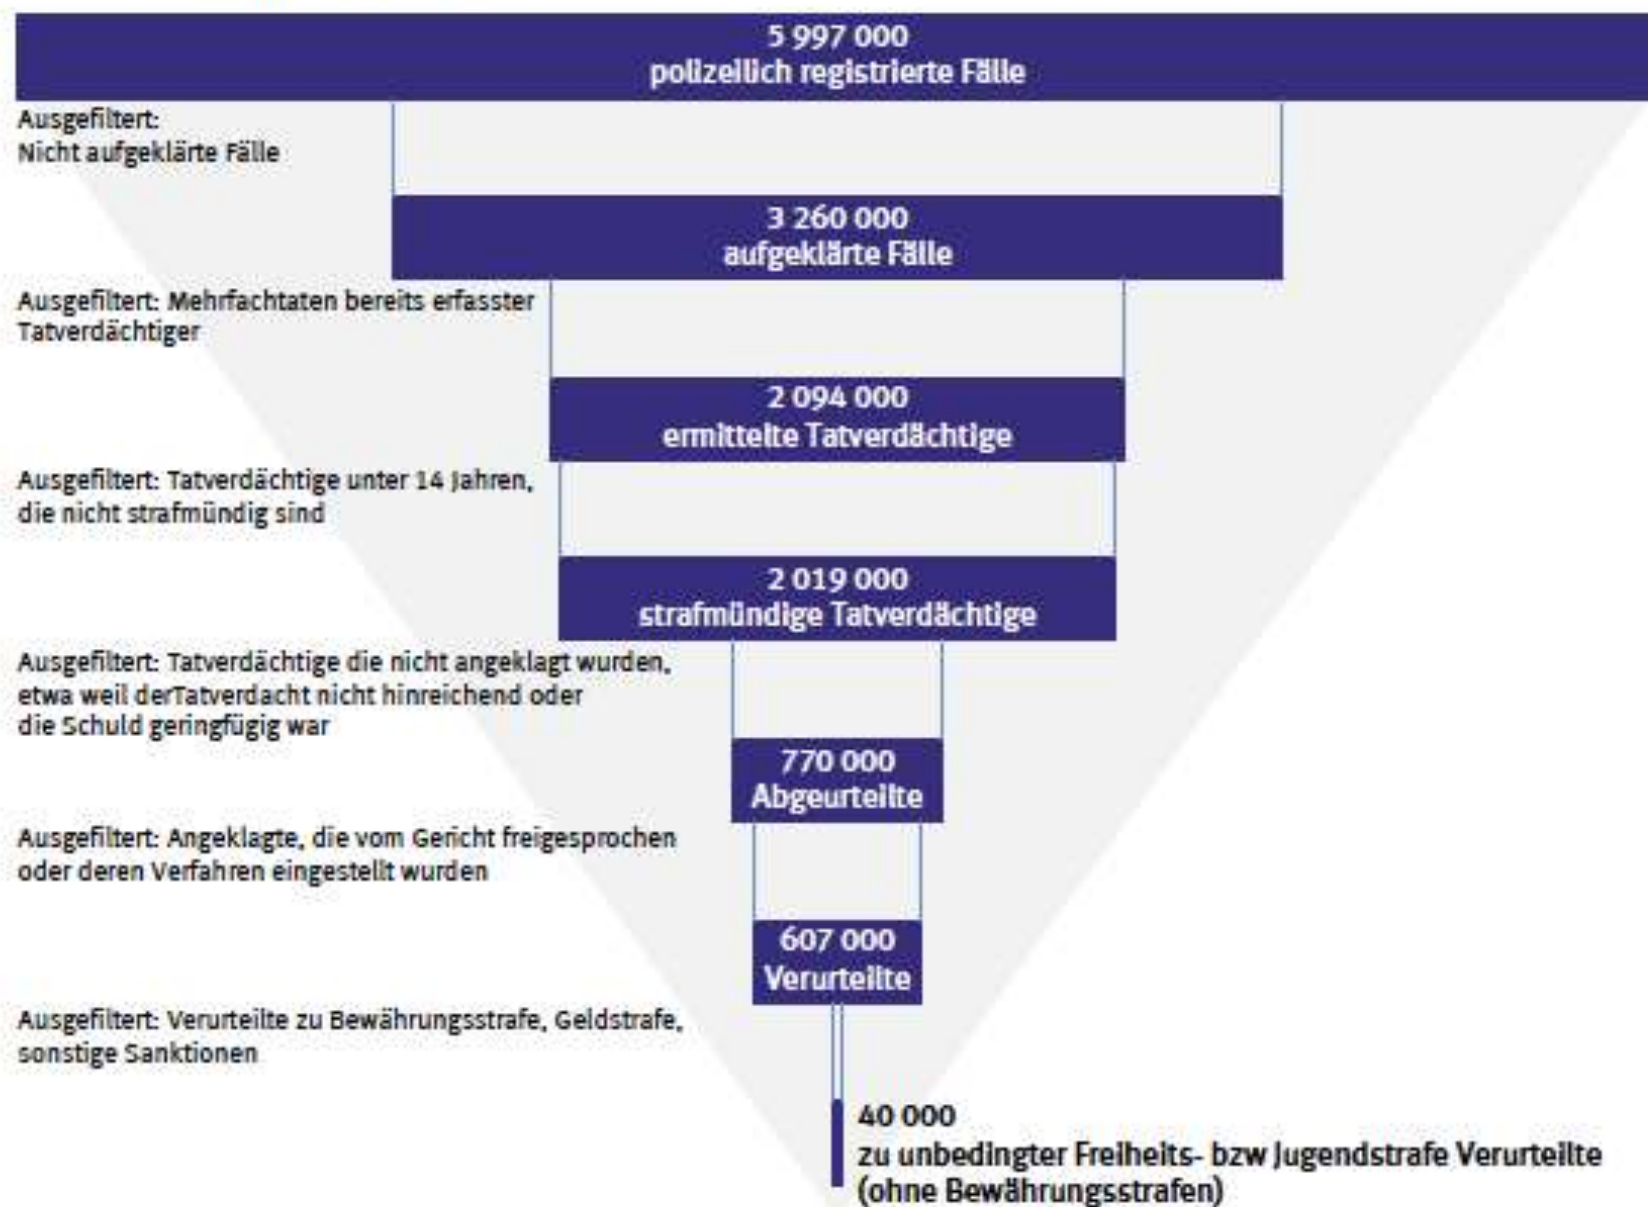 5 997 000
polizeilich registrierte Fälle
Ausgefiltert:
Nicht aufgeklärte Fälle
3 260 000
aufgeklärte Fälle
Ausgefiltert: Mehrfachtaten bereits erfasster
Tatverdächtiger
2 094 000
ermittelte Tatverdächtige
Ausgefiltert: Tatverdächtige unter 14 Jahren,
die nicht strafmündig sind
2 019 000
strafmündige Tatverdächtige
Ausgefiltert: Tatverdächtige die nicht angeklagt wurden,
etwa weil derTatverdacht nicht hinreichend oder
die Schuld geringfügig war
770 000
Abgeurteilte
Ausgefiltert: Angeklagte, die vom Gericht freigesprochen
oder deren Verfahren eingestellt wurden
607 000
Verurteilte
Ausgefiltert: Verurteilte zu Bewährungsstrafe, Geldstrafe,
sonstige Sanktionen
40 000
zu unbedingter Freiheits- bzw Jugendstrafe Verurteilte
(ohne Bewährungsstrafen)